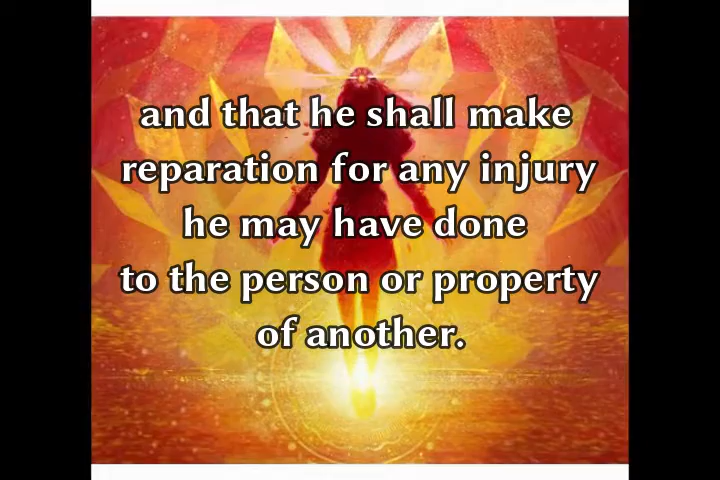 and that he shall make
reparation for any injury
he may have done
to the person or property
of another.